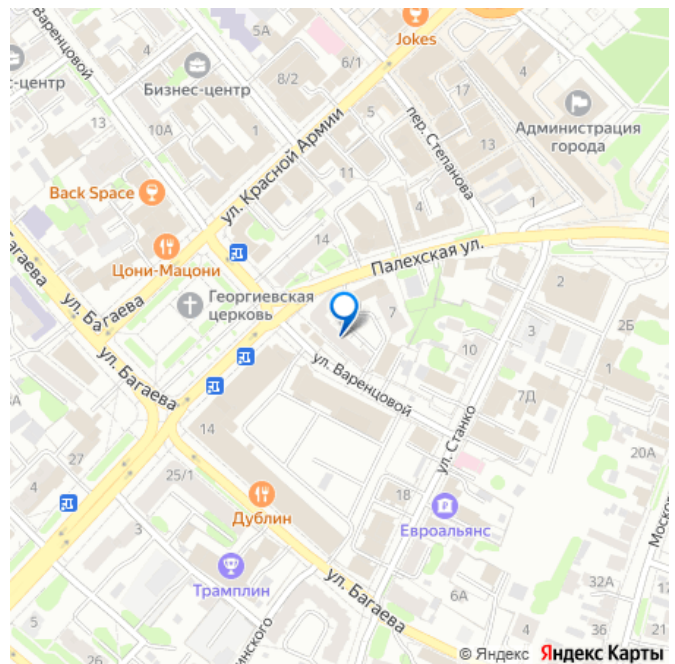 Варенцовой
5А
Jokes
4
с-центр
Бизнес-центр
8/2
6/1
4
17
5
13
10А
1
13
Администрация
города
пер. Степанова
ул. Красной Армии
11
Back Space
4
1
14
Палехская ул.
Цони-Мацони
Багаева
ул. Багаева
Георгиевская
церковь
7
2
2Б
3
10
1
ул. Багаева
ул. Варенцовой
7Д
ул. Станко
3А
14
27
4
25/1
20А
18
Дублин
Евроальянс
3
Трамплин
ул. Багаева
6А
32А
12
4
36
21
© Яндекс
Яндекс Карты